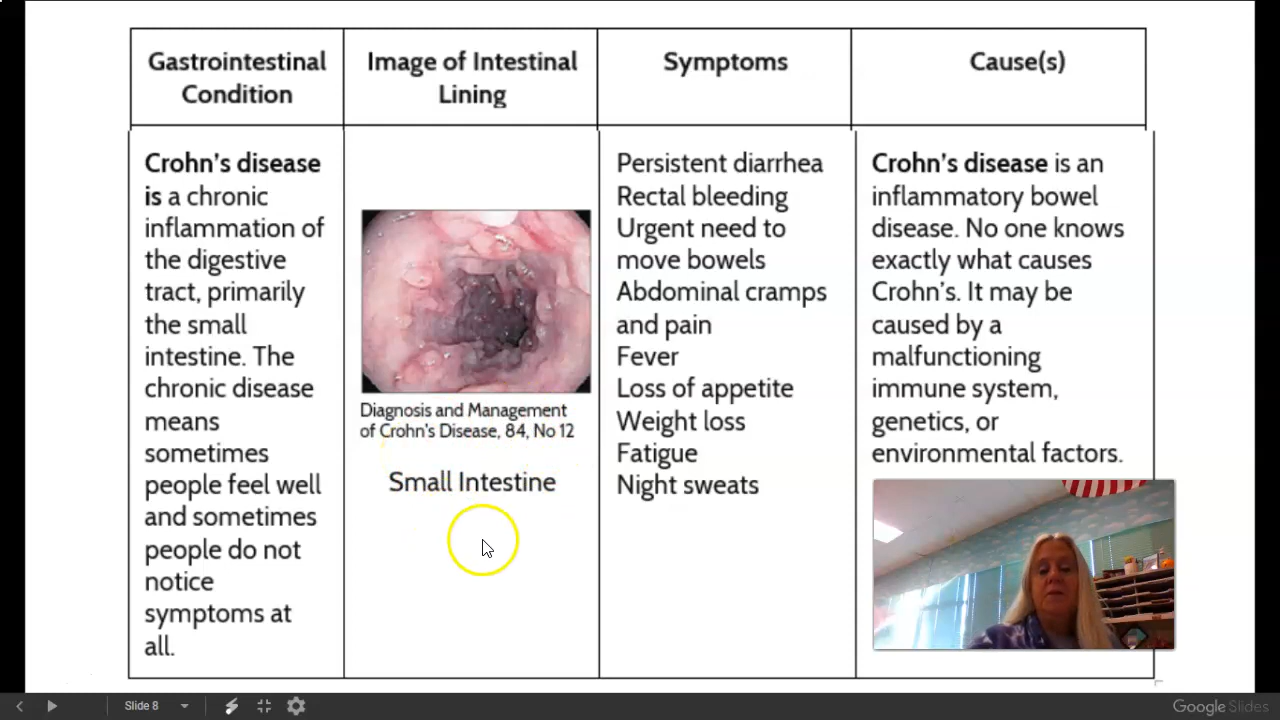 Gastrointestinal
Condition
Image of Intestinal
Lining
Symptoms
Cause(s)
Crohn's disease
is a chronic
inflammation of
the digestive
tract, primarily
the small
intestine. The
chronic disease
means
sometimes
people feel well
and sometimes
people do not
notice
symptoms at
all.
Diagnosis and Management
of Crohn's Disease, 84, No 12
Small Intestine
Persistent diarrhea
Rectal bleeding
Urgent need to
move bowels
Abdominal cramps
and pain
Fever
Loss of appetite
Weight loss
Fatigue
Night sweats
Crohn's disease is an
inflammatory bowel
disease. No one knows
exactly what causes
Crohn's. It may be
caused by a
malfunctioning
immune system,
genetics, or
environmental factors.
Slide 8
Google Slides